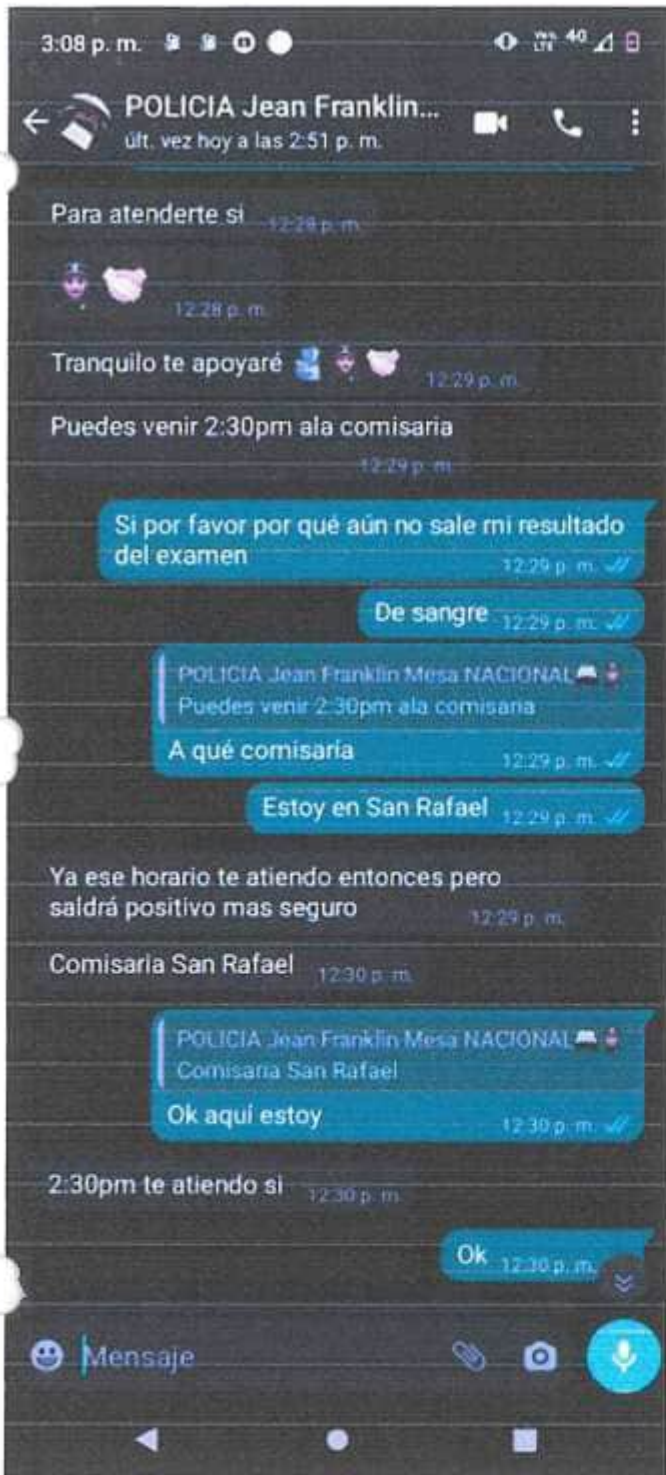 3:08 p. m.
4G
POLICIA Jean Franklin...
últ. vez hoy a las 2:51 p. m.
Para atenderte si 12:28 p. m.
12:28 p. m.
Tranquilo te apoyaré 12:29 p. m.
Puedes venir 2:30pm ala comisaria
12:29 p. m.
Si por favor por qué aún no sale mi resultado
del examen 12:29 p. m.
De sangre 12:29 p. m.
POLICIA Jean Franklin Mesa NACIONAL
Puedes venir 2:30pm ala comisaria
A qué comisaría 12:29 p. m.
Estoy en San Rafael 12:29 p. m.
Ya ese horario te atiendo entonces pero
saldrá positivo mas seguro 12:29 p. m.
Comisaria San Rafael 12:30 p. m.
POLICIA Jean Franklin Mesa NACIONAL
Comisaria San Rafael
Ok aquí estoy 12:30 p. m.
2:30pm te atiendo si 12:30 p. m.
Ok 12:30 p. m.
Mensaje